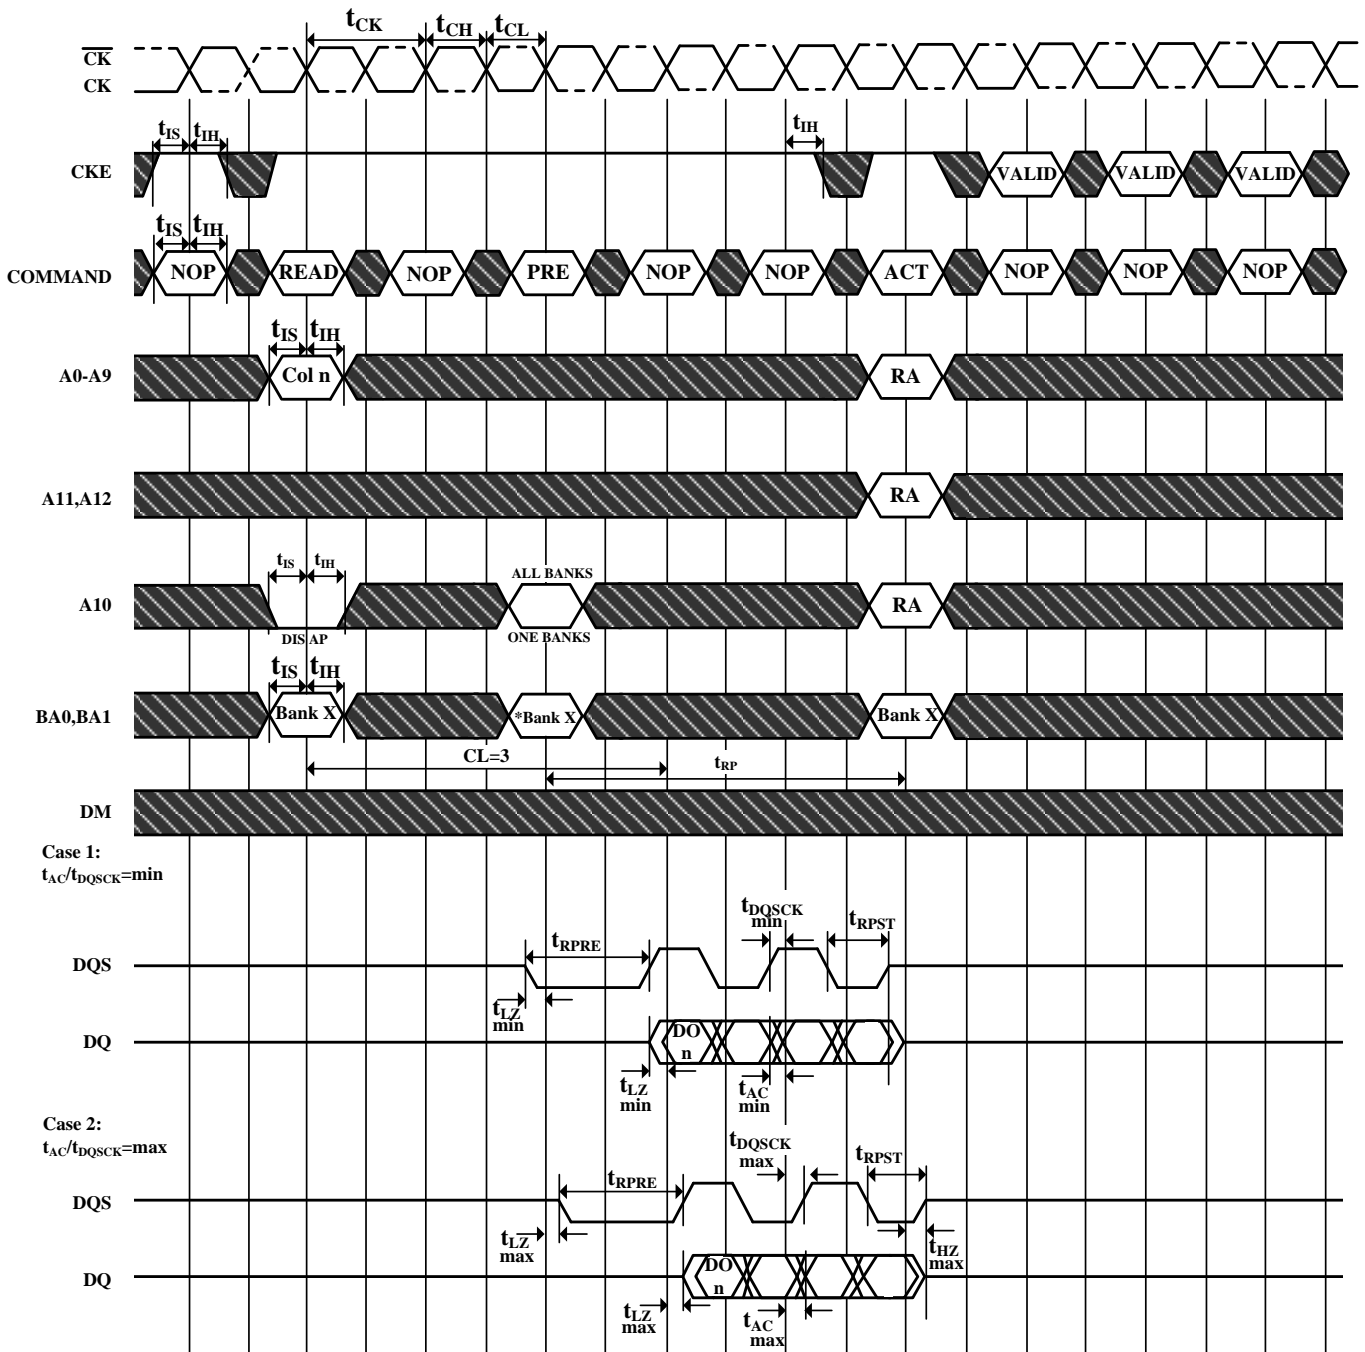 tCK tCH tCL
CK
CK
tIS tIH tIH
CKE VALID VALID VALID
tIS tIH
COMMAND NOP READ NOP PRE NOP NOP ACT NOP NOP NOP
tIS tIH
A0-A9 Col n RA
A11,A12 RA
tIS tIH ALL BANKS
A10 RA
DIS AP ONE BANKS
tIS tIH
BA0,BA1 Bank X *Bank X Bank X
CL=3 tRP
DM
Case 1:
tAC/tDQSCK=min
tDQSCK min tRPST
tRPRE
DQS
tLZ min
DQ DO n
tLZ min tAC min
Case 2:
tAC/tDQSCK=max
tDQSCK max tRPST
tRPRE
DQS
tLZ max tHZ max
DQ DO n
tLZ max tAC max